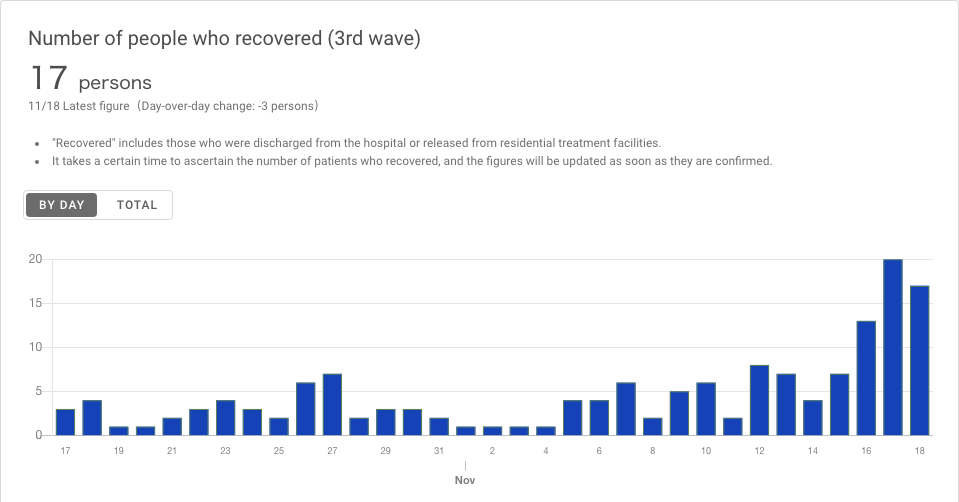 Number of people who recovered (3rd wave)
17 persons
11/18 Latest figure（Day-over-day change: -3 persons）
• "Recovered" includes those who were discharged from the hospital or released from residential treatment facilities.
• It takes a certain time to ascertain the number of patients who recovered, and the figures will be updated as soon as they are confirmed.
BY DAY TOTAL
20
15
10
5
0
17 19 21 23 25 27 29 31 2 4 6 8 10 12 14 16 18
Nov